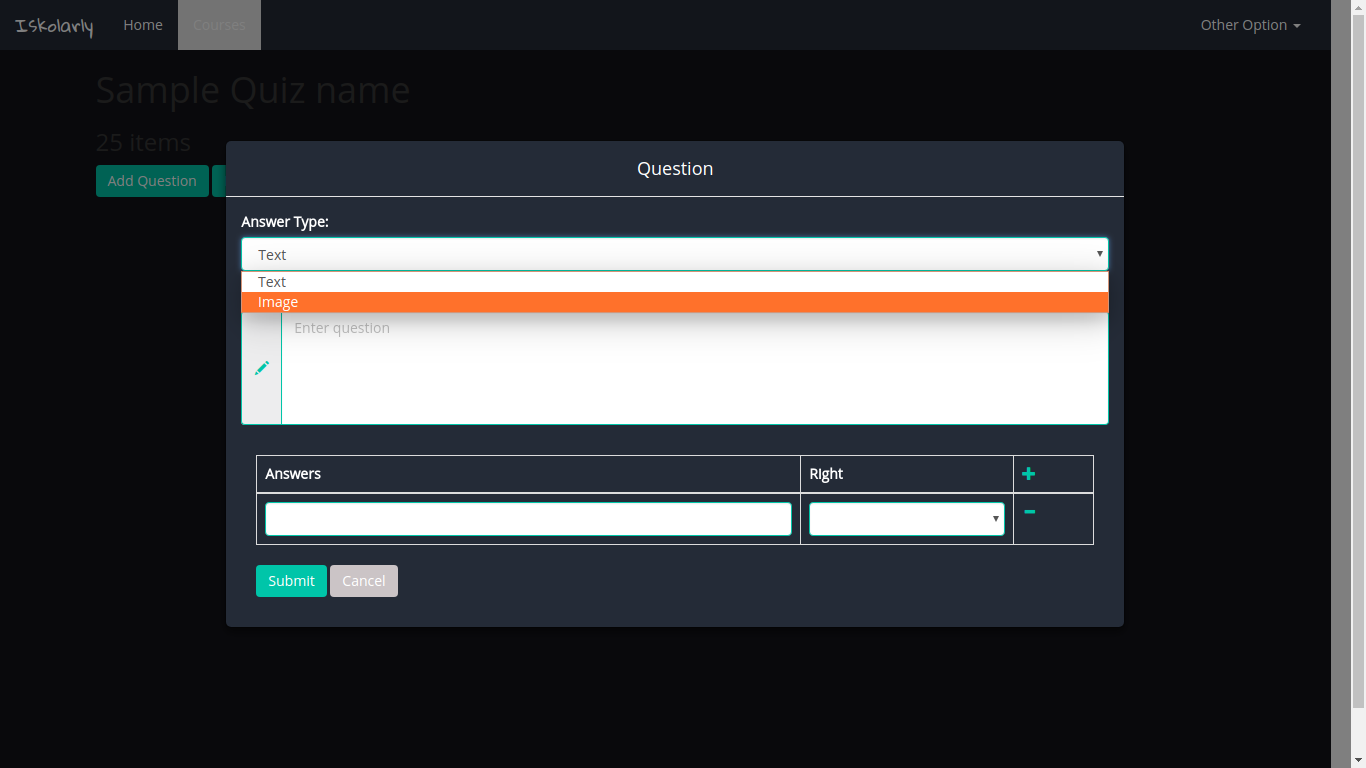 Iskolarly Home Courses Other Option
Sample Quiz name
25 items
Question
Add Question
Answer Type:
Text
Text
Image
Enter question
Answers Right
Submit Cancel